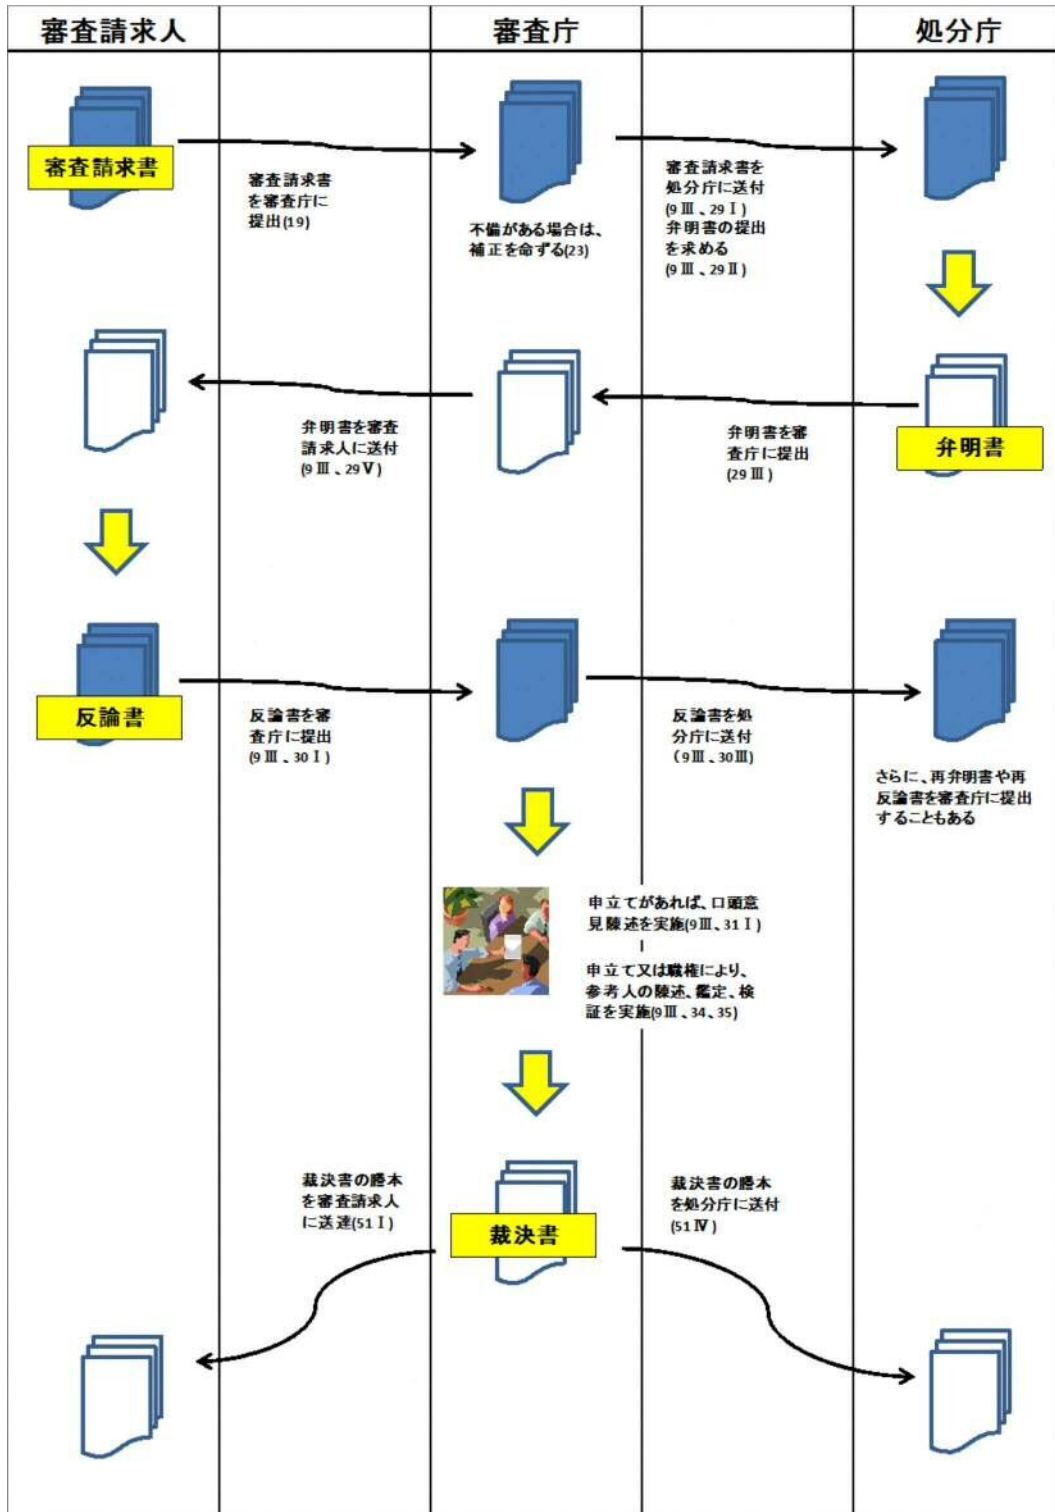 審査請求人
審査庁
処分庁
審査請求書
審査請求書
を審査庁に
提出(19)
不備がある場合は、
補正を命ずる(23)
審査請求書を
処分庁に送付
(9Ⅲ、29Ⅰ)
弁明書の提出
を求める
(9Ⅲ、29Ⅱ)
弁明書を審査
請求人に送付
(9Ⅲ、29Ⅴ)
弁明書を審
査庁に提出
(29Ⅲ)
弁明書
反論書
反論書を審
査庁に提出
(9Ⅲ、30Ⅰ)
反論書を処
分庁に送付
(9Ⅲ、30Ⅲ)
さらに、再弁明書や再
反論書を審査庁に提出
することもある
申立てがあれば、口頭意
見陳述を実施(9Ⅲ、31Ⅰ)
申立て又は職権により、
参考人の陳述、鑑定、検
証を実施(9Ⅲ、34、35)
裁決書の謄本
を審査請求人
に送達(51Ⅰ)
裁決書
裁決書の謄本
を処分庁に送付
(51Ⅳ)